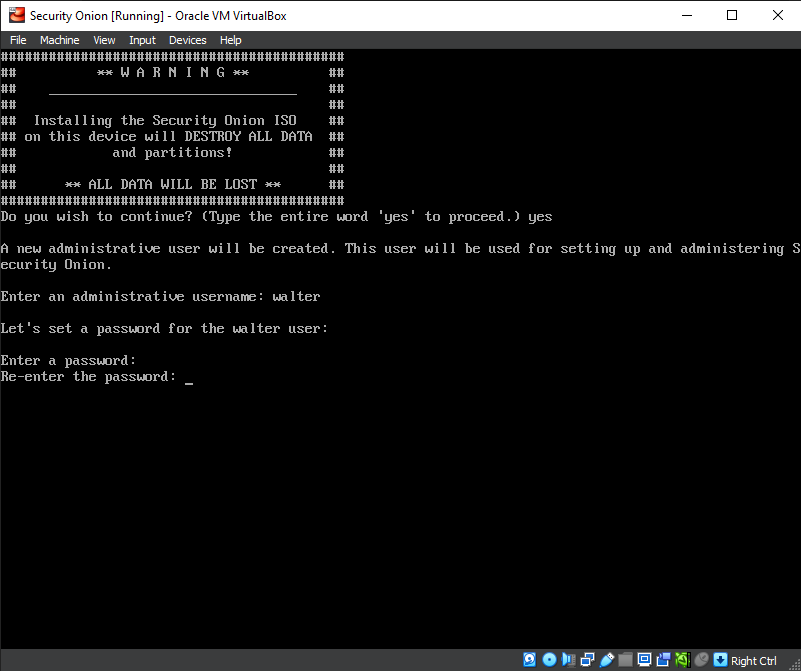 Security Onion [Running] - Oracle VM VirtualBox
File Machine View Input Devices Help
###########################################
## ** W A R N I N G ** ##
## _______________________________ ##
## ##
## Installing the Security Onion ISO ##
## on this device will DESTROY ALL DATA ##
## and partitions! ##
## ##
## ** ALL DATA WILL BE LOST ** ##
###########################################
Do you wish to continue? (Type the entire word 'yes' to proceed.) yes
A new administrative user will be created. This user will be used for setting up and administering S
ecurity Onion.
Enter an administrative username: walter
Let's set a password for the walter user:
Enter a password:
Re-enter the password: _
Right Ctrl